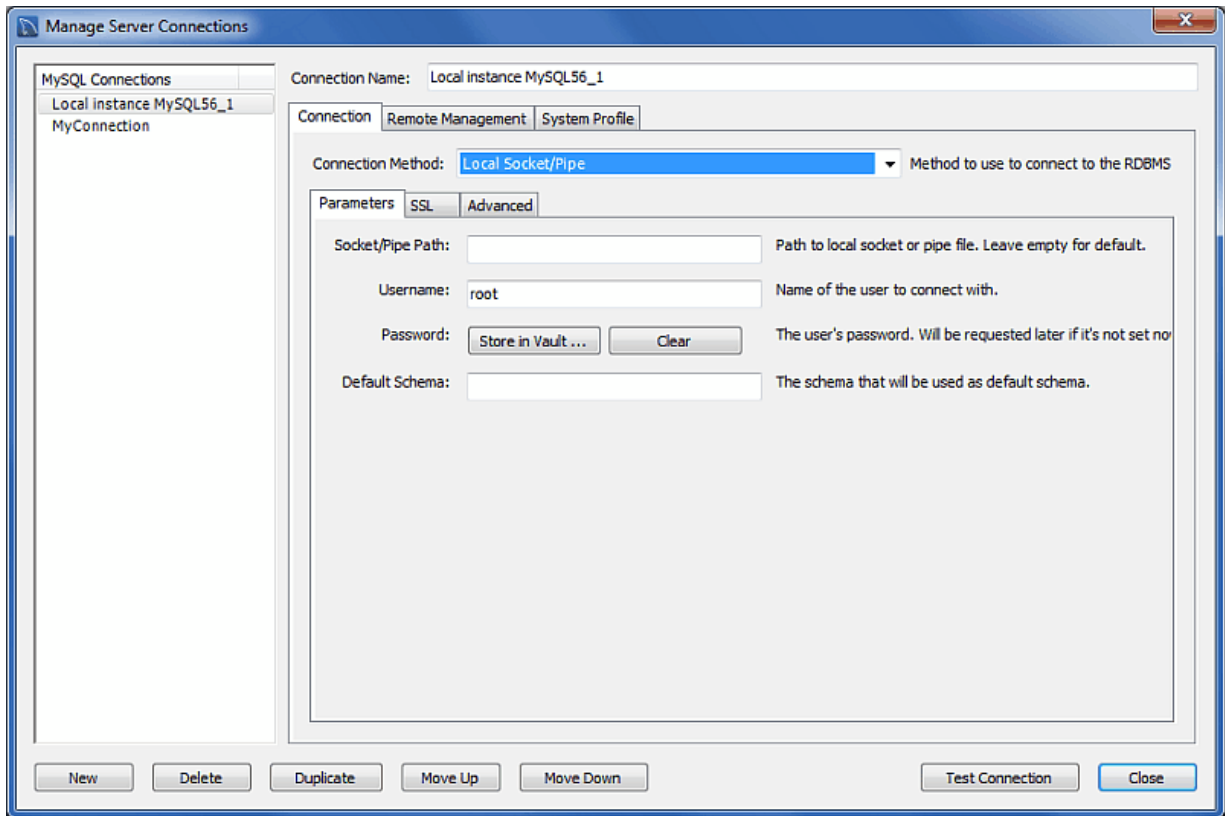 Manage Server Connections
MySQL Connections
Local instance MySQL56_1
MyConnection
Connection Name: Local instance MySQL56_1
Connection Remote Management System Profile
Connection Method: Local Socket/Pipe Method to use to connect to the RDBMS
Parameters SSL Advanced
Socket/Pipe Path: Path to local socket or pipe file. Leave empty for default.
Username: root Name of the user to connect with.
Password: Store in Vault ... Clear The user's password. Will be requested later if it's not set no
Default Schema: The schema that will be used as default schema.
New Delete Duplicate Move Up Move Down Test Connection Close